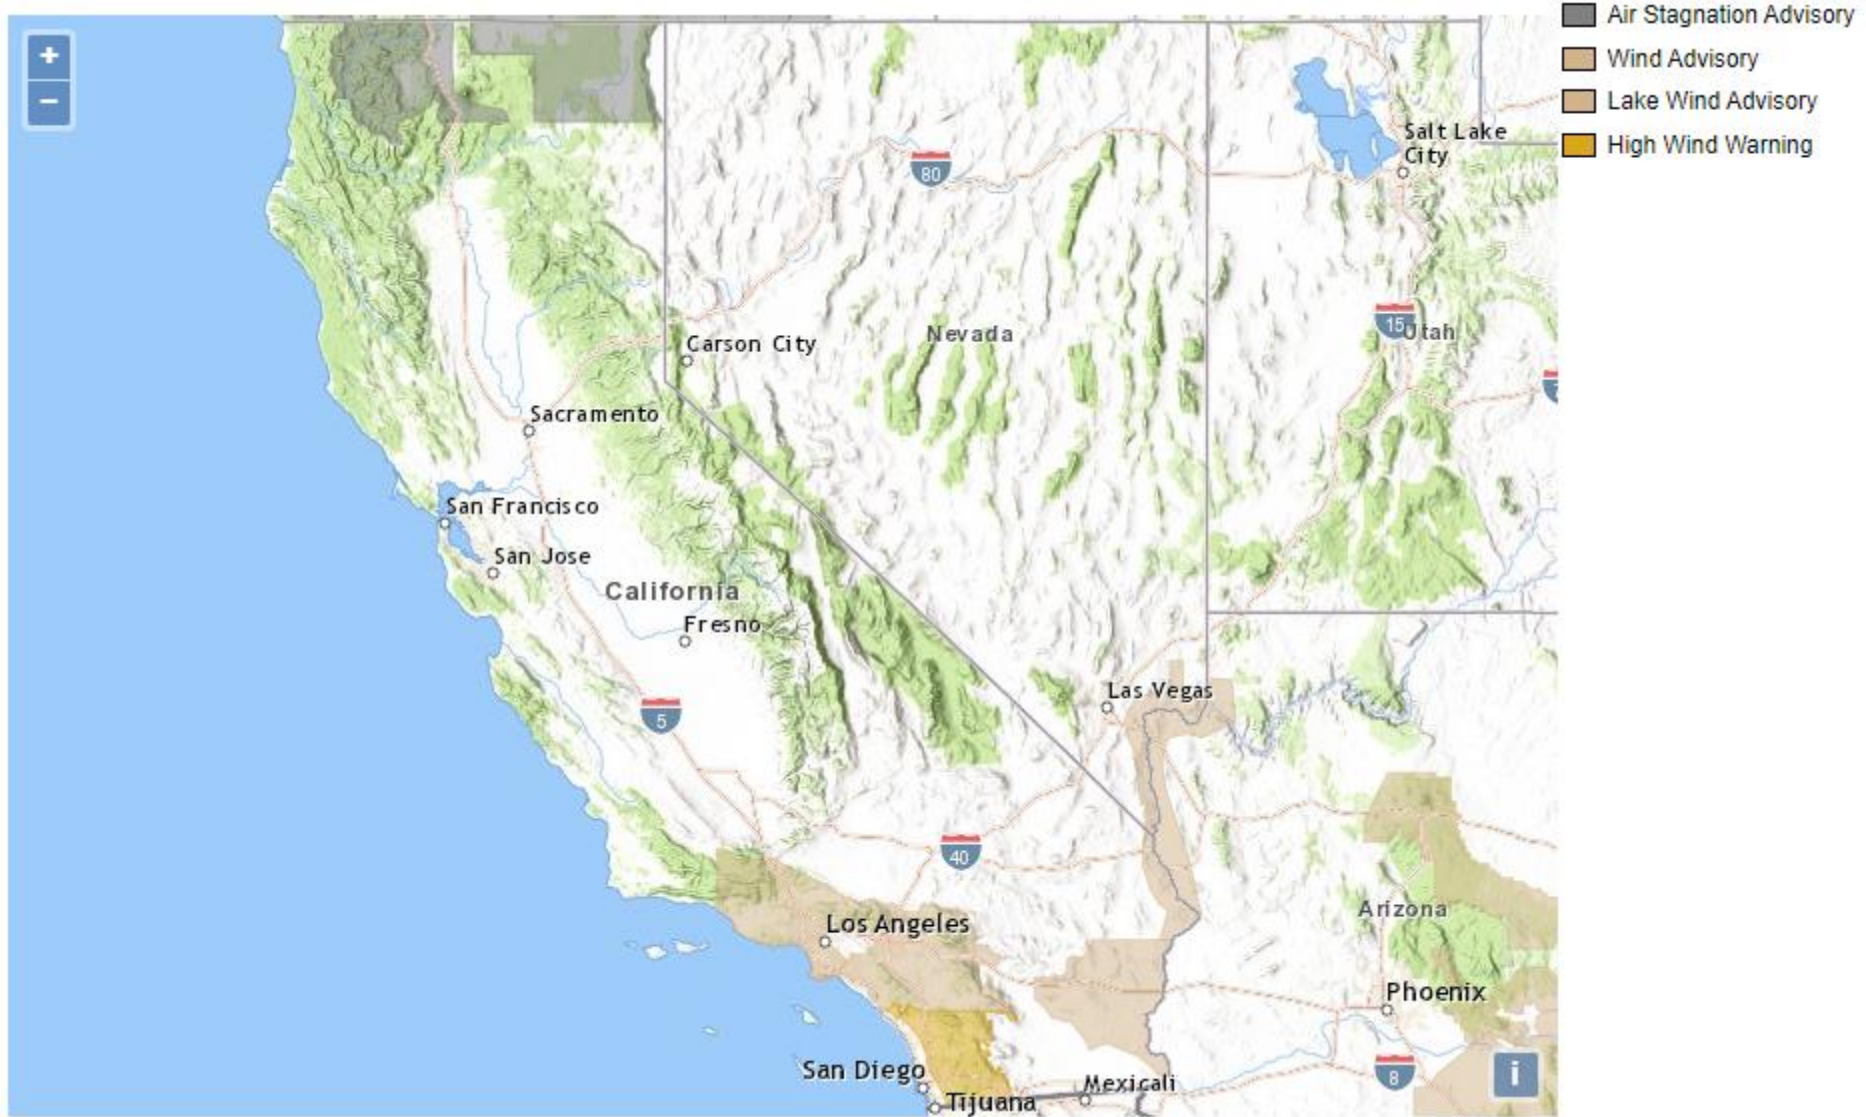 +
−
Air Stagnation Advisory
Wind Advisory
Lake Wind Advisory
High Wind Warning
Salt Lake
City
80
Carson City
Nevada
15
Utah
Sacramento
San Francisco
San Jose
California
Fresno
Las Vegas
5
40
Los Angeles
Arizona
Phoenix
San Diego
Tijuana
Mexicali
8
i